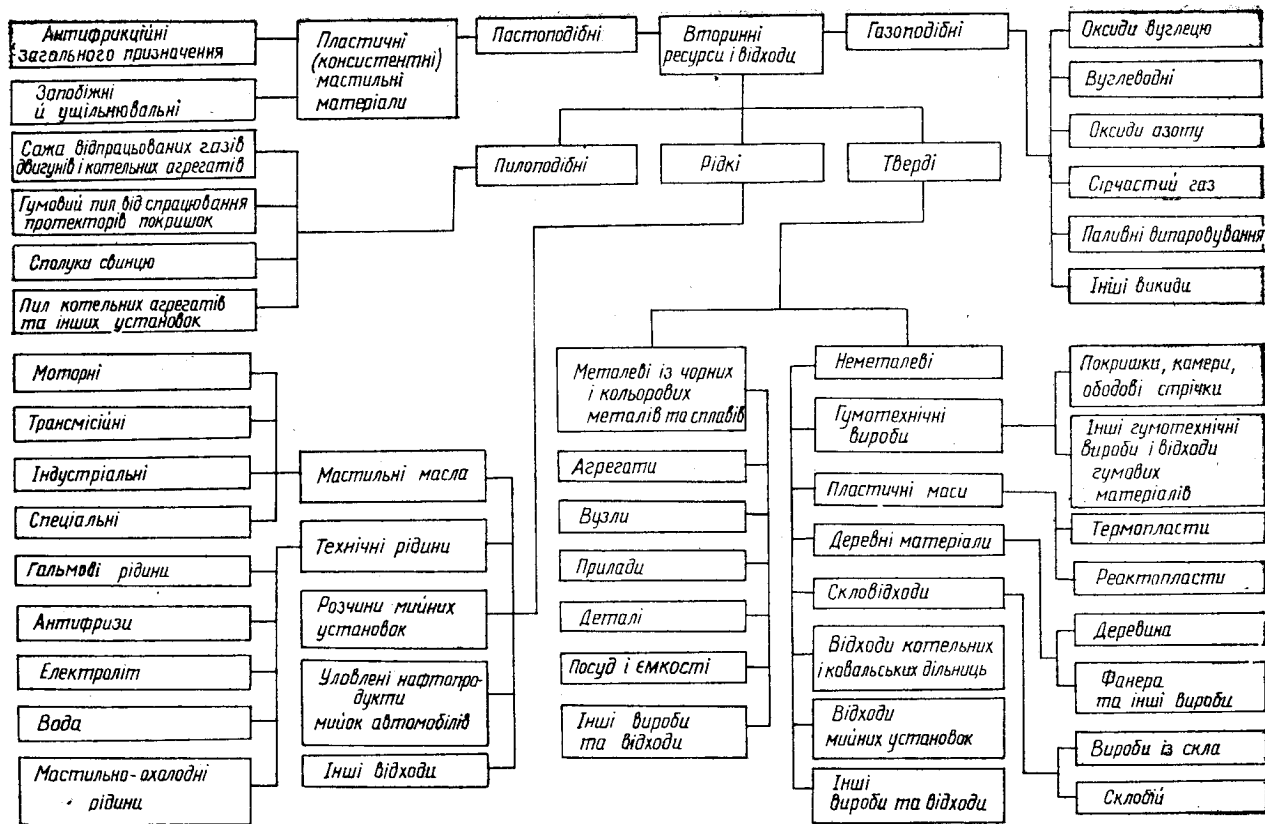 Антифрикційні
загального призначення
Запобіжні
й ущільнювальні
Пластичні
(консистентні)
мастильні
матеріали
Пастоподібні
Вторинні
ресурси і відходи
Газоподібні
Оксиди вуглецю
Вуглеводні
Оксиди азоту
Сірчастий газ
Паливні випаровування
Інші викиди
Сажа відпрацьованих газів
двигунів і котельних агрегатів
Гумовий пил від спрацювання
протекторів покришок
Сполуки свинцю
Пил котельних агрегатів
та інших установок
Пилоподібні
Рідкі
Тверді
Моторні
Трансмісійні
Індустріальні
Спеціальні
Гальмові рідини
Антифризи
Електроліт
Вода
Мастильно-охолодні
рідини
Мастильні масла
Технічні рідини
Розчини мийних
установок
Уловлені нафтопро-
дукти
мийок автомобілів
Інші відходи
Металеві із чорних
і кольорових
металів та сплавів
Агрегати
Вузли
Прилади
Деталі
Посуд і ємкості
Інші вироби
та відходи
Неметалеві
Гумотехнічні
вироби
Пластичні маси
Деревні матеріали
Скловідходи
Відходи котельних
і ковальських дільниць
Відходи
мийних установок
Інші
вироби та відходи
Покришки, камери,
ободові стрічки
Інші гумотехнічні
вироби і відходи
гумових
матеріалів
Термопласти
Реактопласти
Деревина
Фанера
та інші вироби
Вироби із скла
Склобій